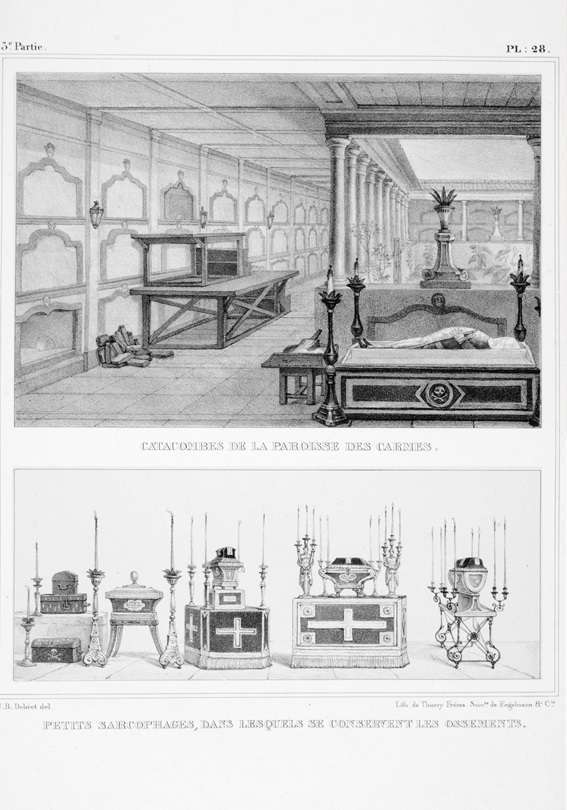 3e Partie.
PL : 28.
CATACOMBES DE LA PAROISSE DES CARMES.
J.B. Debret del.
Lith. de Thierry Frères, Succrs. de Engelmann & Cie.
PETITS SARCOPHAGES, DANS LESQUELS SE CONSERVENT LES OSSEMENTS.